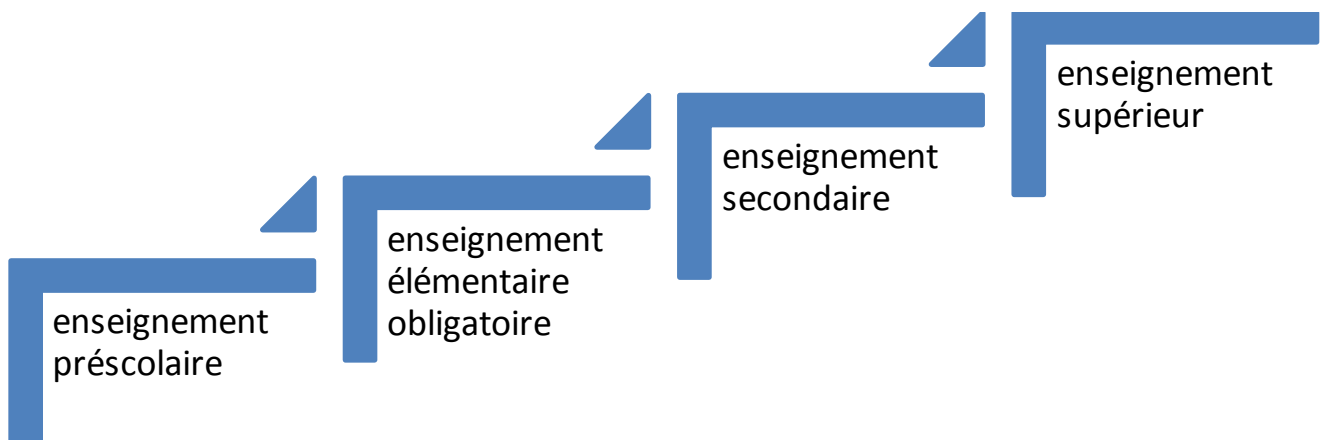 enseignement
préscolaire
enseignement
élémentaire
obligatoire
enseignement
secondaire
enseignement
supérieur